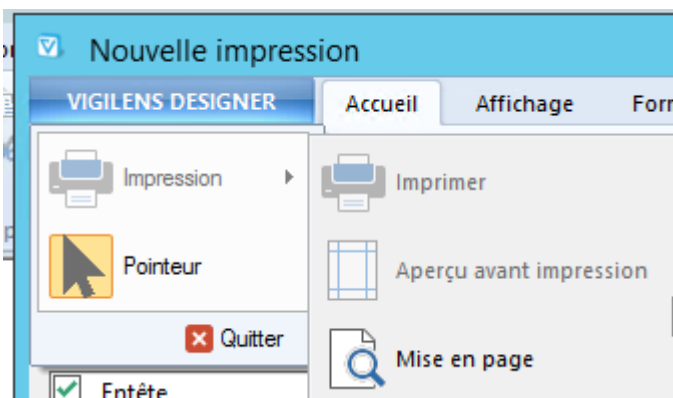 Nouvelle impression
VIGILENS DESIGNER Accueil Affichage
Impression Imprimer
Pointeur Aperçu avant impression
Quitter Mise en page
Entête